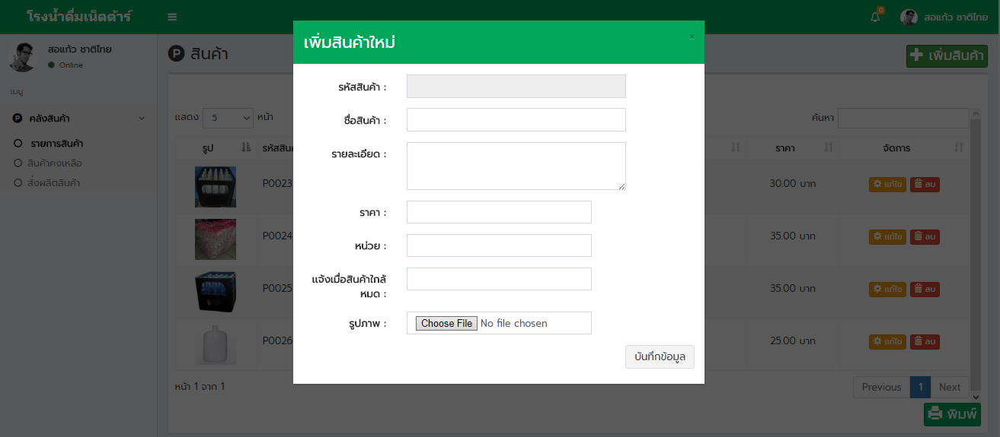 โรงน้ำดื่มเน็ตต้าร์
0
สอแก้ว ชาติไทย
สอแก้ว ชาติไทย
Online
เมนู
คลังสินค้า
รายการสินค้า
สินค้าคงเหลือ
สั่งผลิตสินค้า
สินค้า
เพิ่มสินค้า
แสดง 5 หน้า
ค้นหา
รูป รหัสสิน ราคา จัดการ
P0023 30.00 บาท แก้ไข ลบ
P0024 35.00 บาท แก้ไข ลบ
P0025 35.00 บาท แก้ไข ลบ
P0026 25.00 บาท แก้ไข ลบ
หน้า 1 จาก 1
Previous 1 Next
พิมพ์
เพิ่มสินค้าใหม่ ×
รหัสสินค้า :
ชื่อสินค้า :
รายละเอียด :
ราคา :
หน่วย :
แจ้งเมื่อสินค้าใกล้
หมด :
รูปภาพ : Choose File No file chosen
บันทึกข้อมูล